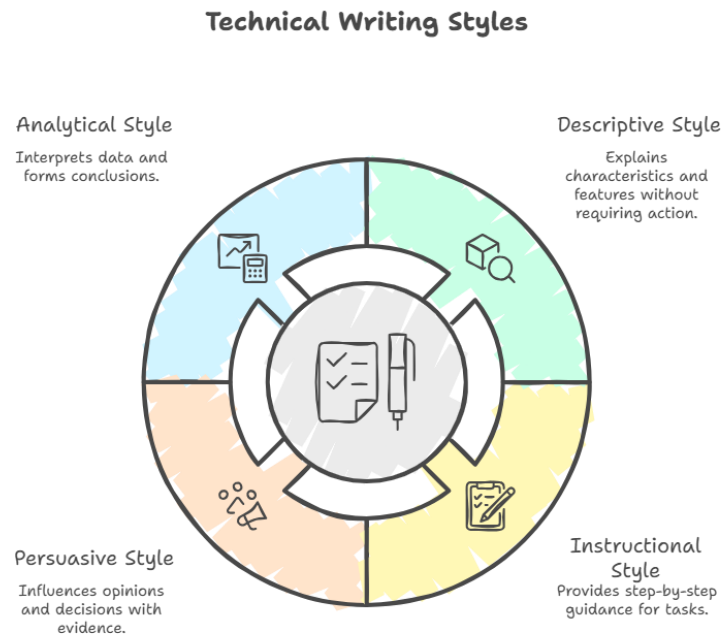 Technical Writing Styles
Analytical Style
Interprets data and
forms conclusions.
Descriptive Style
Explains
characteristics and
features without
requiring action.
Persuasive Style
Influences opinions
and decisions with
evidence.
Instructional
Style
Provides step-by-step
guidance for tasks.